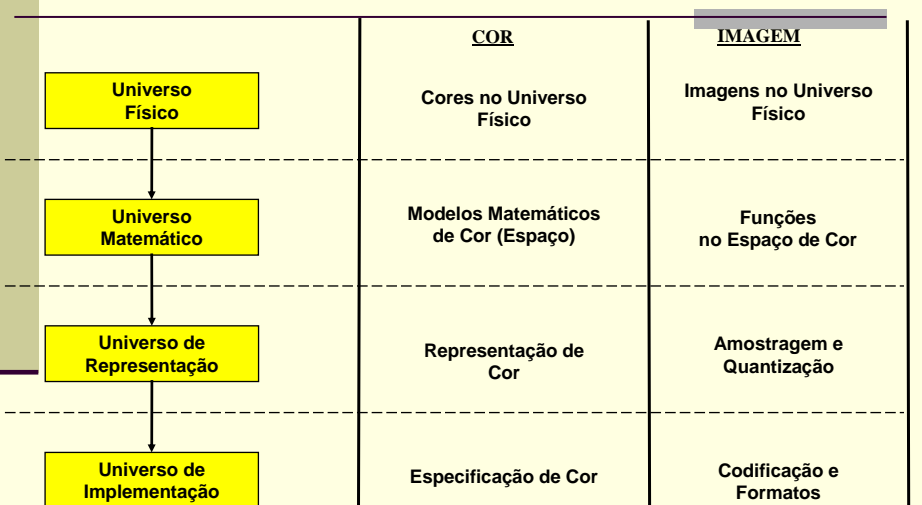 COR
IMAGEM
Universo
Físico
Cores no Universo
Físico
Imagens no Universo
Físico
Universo
Matemático
Modelos Matemáticos
de Cor (Espaço)
Funções
no Espaço de Cor
Universo de
Representação
Representação de
Cor
Amostragem e
Quantização
Universo de
Implementação
Especificação de Cor
Codificação e
Formatos